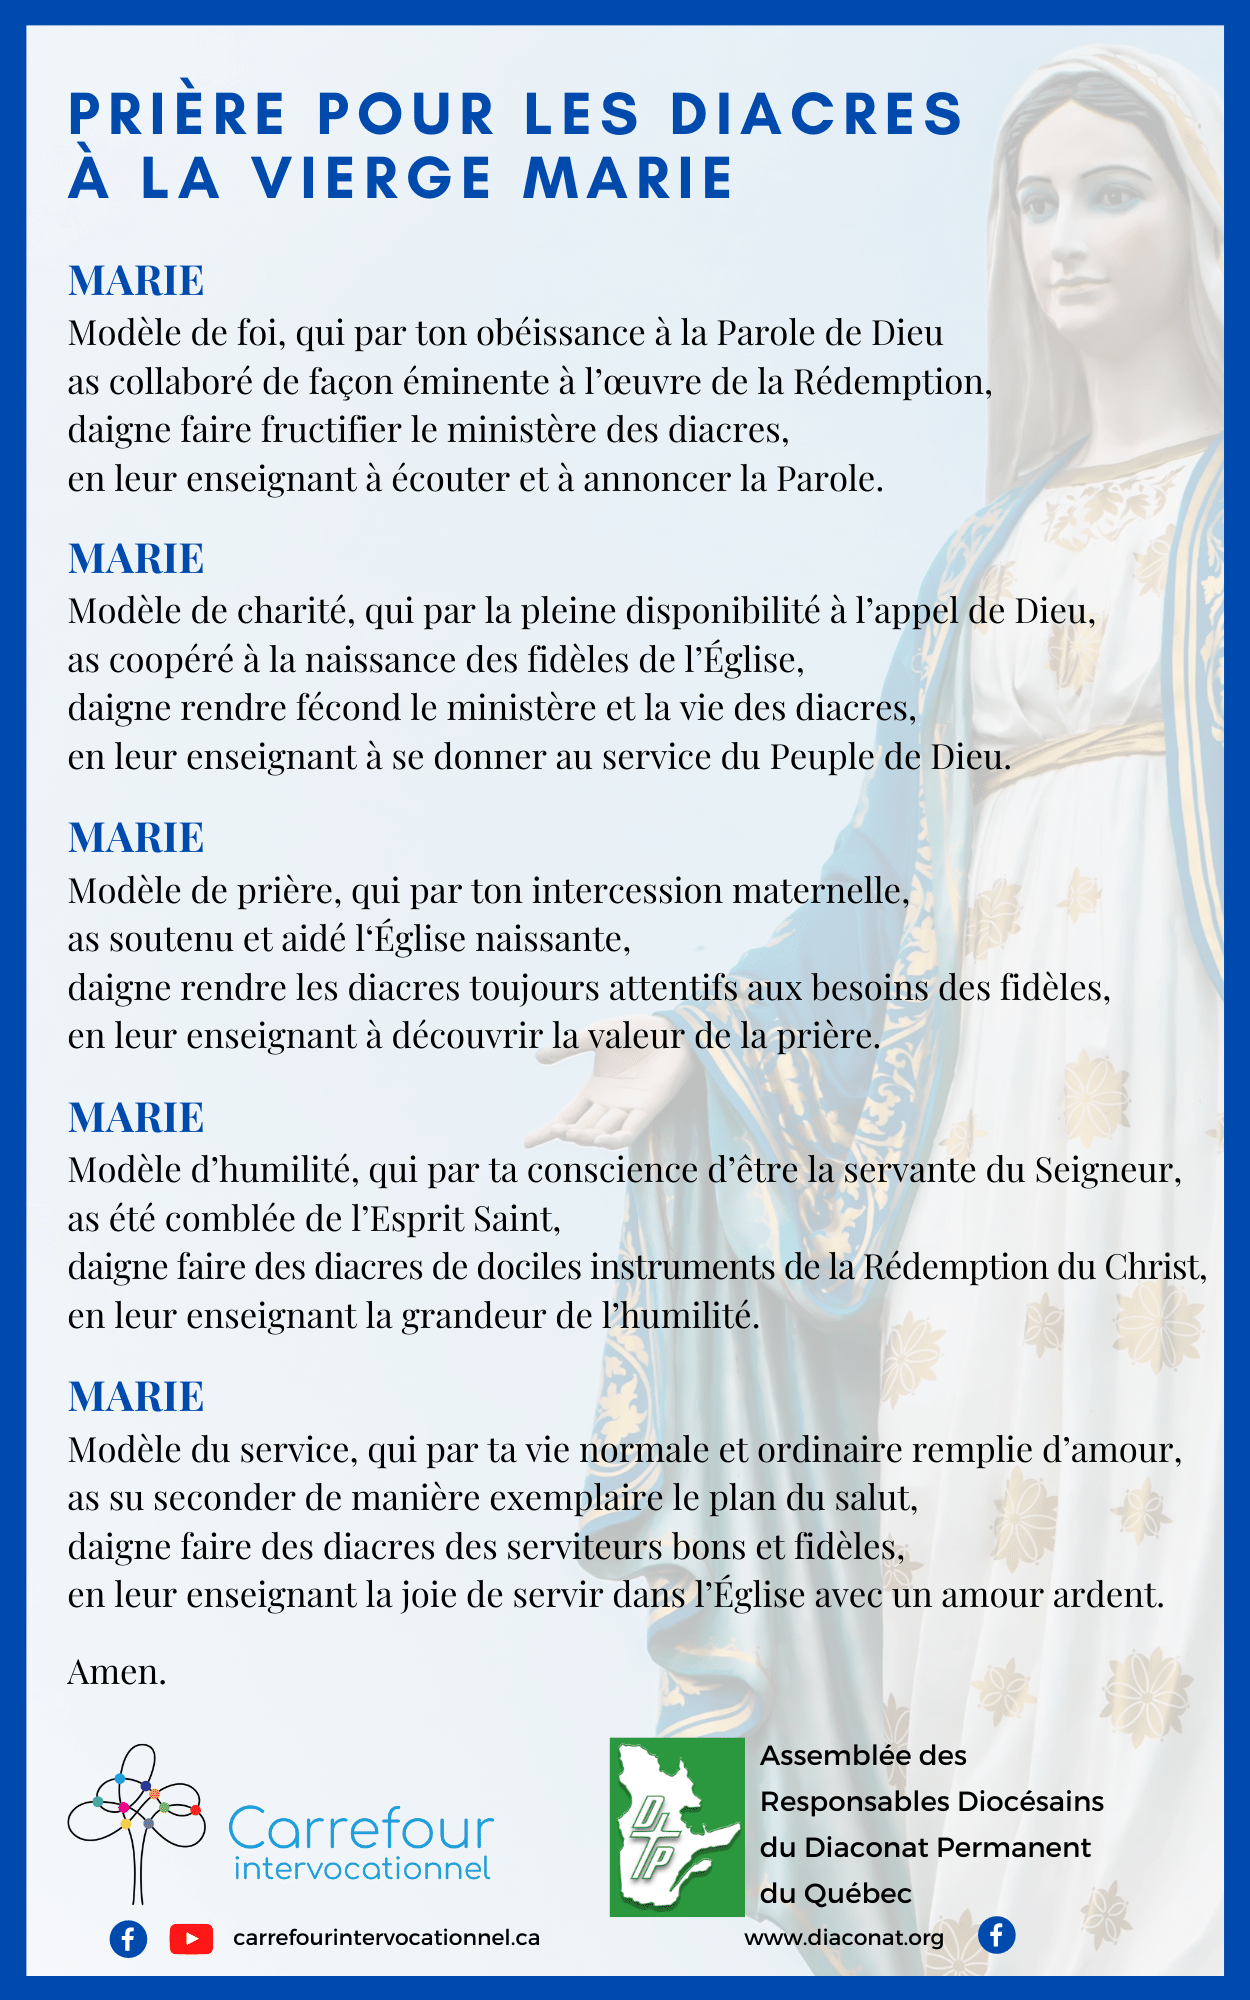 PRIÈRE POUR LES DIACRES
À LA VIERGE MARIE
MARIE
Modèle de foi, qui par ton obéissance à la Parole de Dieu
as collaboré de façon éminente à l’œuvre de la Rédemption,
daigne faire fructifier le ministère des diacres,
en leur enseignant à écouter et à annoncer la Parole.
MARIE
Modèle de charité, qui par la pleine disponibilité à l’appel de Dieu,
as coopéré à la naissance des fidèles de l’Église,
daigne rendre fécond le ministère et la vie des diacres,
en leur enseignant à se donner au service du Peuple de Dieu.
MARIE
Modèle de prière, qui par ton intercession maternelle,
as soutenu et aidé l‘Église naissante,
daigne rendre les diacres toujours attentifs aux besoins des fidèles,
en leur enseignant à découvrir la valeur de la prière.
MARIE
Modèle d’humilité, qui par ta conscience d’être la servante du Seigneur,
as été comblée de l’Esprit Saint,
daigne faire des diacres de dociles instruments de la Rédemption du Christ,
en leur enseignant la grandeur de l’humilité.
MARIE
Modèle du service, qui par ta vie normale et ordinaire remplie d’amour,
as su seconder de manière exemplaire le plan du salut,
daigne faire des diacres des serviteurs bons et fidèles,
en leur enseignant la joie de servir dans l’Église avec un amour ardent.
Amen.
Carrefour
intervocationnel
carrefourintervocationnel.ca
D
P
Assemblée des
Responsables Diocésains
du Diaconat Permanent
du Québec
www.diaconat.org